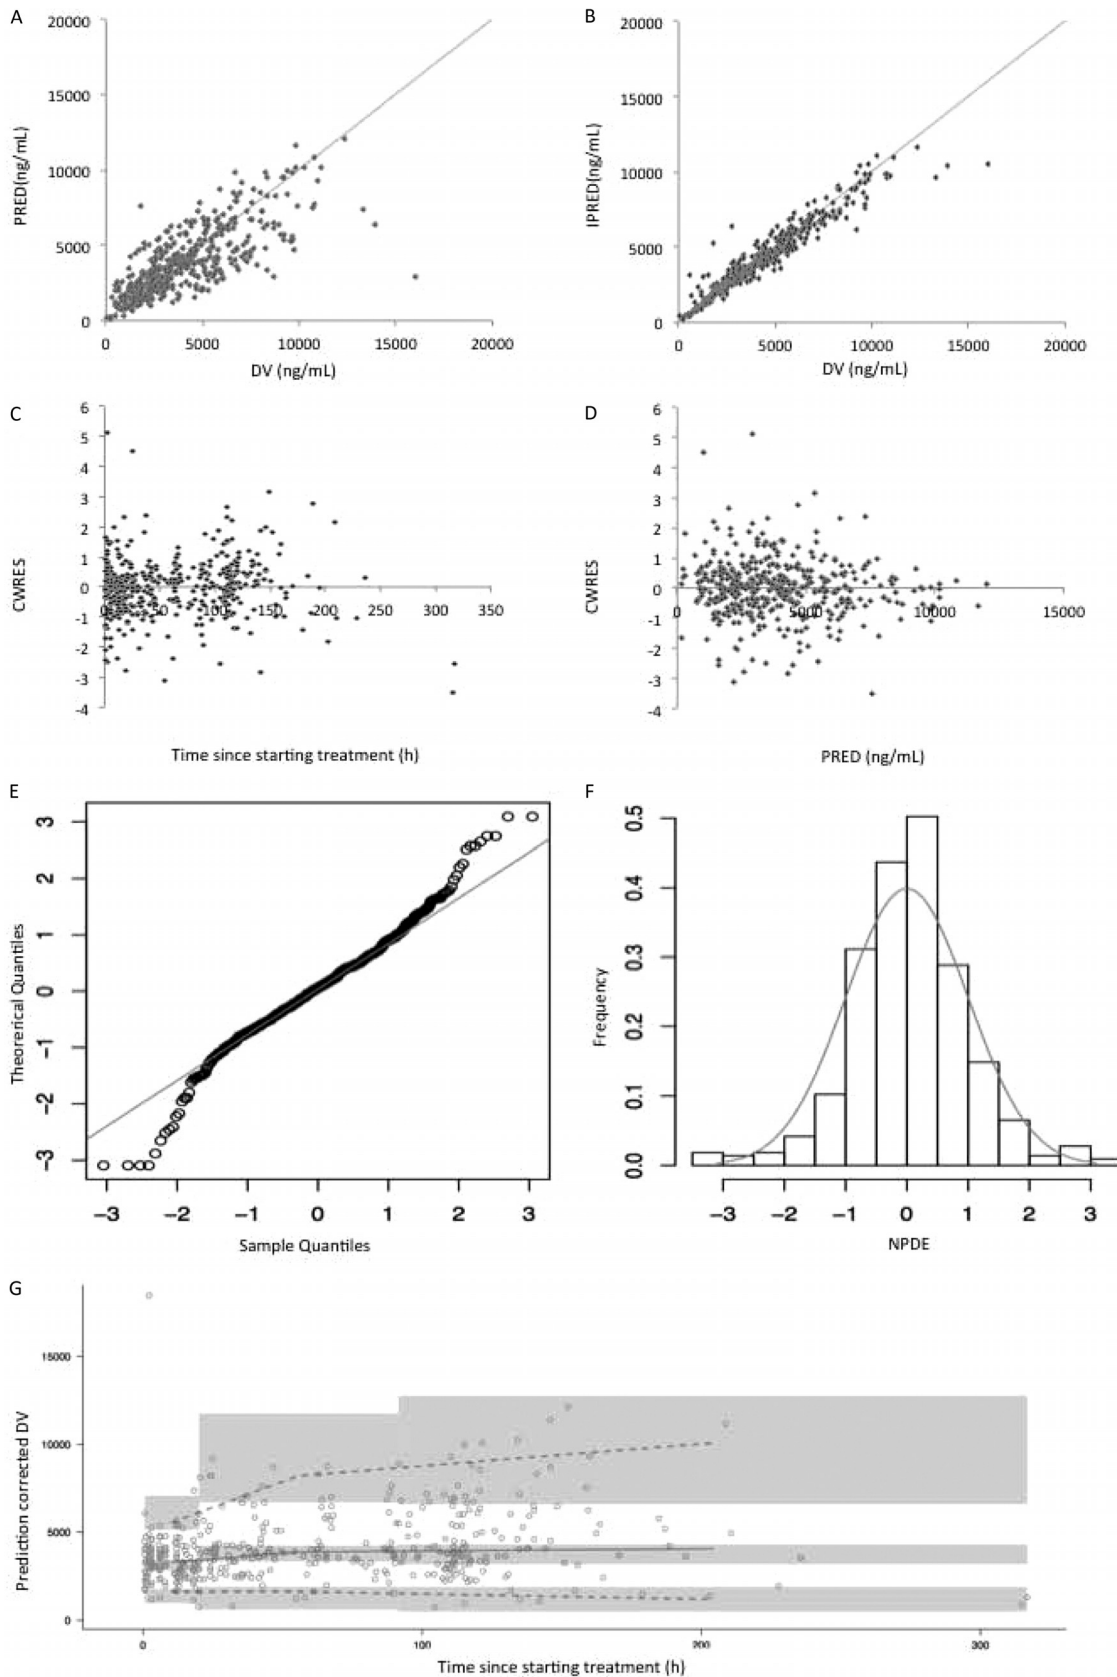 A
B
20000
15000
10000
5000
0
PRED(ng/mL)
0 5000 10000 15000 20000
DV (ng/mL)
20000
15000
10000
5000
0
IPRED(ng/mL)
0 5000 10000 15000 20000
DV (ng/mL)
C
D
6
5
4
3
2
1
0
-1
-2
-3
-4
CWRES
50 100 150 200 250 300 350
Time since starting treatment (h)
6
5
4
3
2
1
0
-1
-2
-3
-4
CWRES
0 5000 10000 15000
PRED (ng/mL)
E
F
3
2
1
0
-1
-2
-3
Theorerical Quantiles
-3 -2 -1 0 1 2 3
Sample Quantiles
0.5
0.4
0.3
0.2
0.1
0.0
Frequency
-3 -2 -1 0 1 2 3
NPDE
G
15000
10000
5000
0
Prediction corrected DV
0 100 200 300
Time since starting treatment (h)